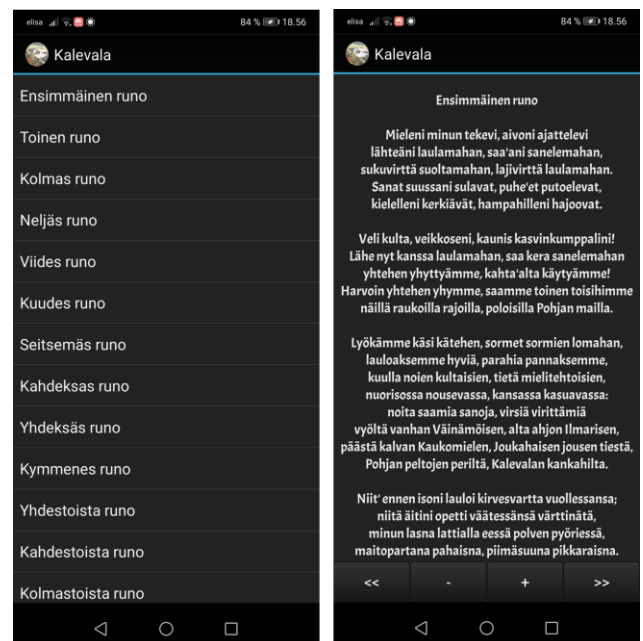 elisa 84 % 18.56
Kalevala
Ensimmäinen runo
Toinen runo
Kolmas runo
Neljäs runo
Viides runo
Kuudes runo
Seitsemäs runo
Kahdeksas runo
Yhdeksäs runo
Kymmenes runo
Yhdestoista runo
Kahdestoista runo
Kolmastoista runo
elisa 84 % 18.56
Kalevala
Ensimmäinen runo
Mieleni minun tekevi, aivoni ajattelevi
lähteäni laulamahan, saa'ani sanelemahan,
sukuvirttä suoltamahan, lajivirttä laulamahan.
Sanat suussani sulavat, puhe'et putoelevat,
kielelleni kerkiävät, hampahilleni hajoovat.
Veli kulta, veikkoseni, kaunis kasvinkumppalini!
Lähe nyt kanssa laulamahan, saa kera sanelemahan
yhtehen yhyttyämme, kahta'alta käytyämme!
Harvoin yhtehen yhymme, saamme toinen toisihimme
näillä raukoilla rajoilla, poloisilla Pohjan mailla.
Lyökämme käsi kätehen, sormet sormien lomahan,
lauloaksemme hyviä, parahia pannaksemme,
kuulla noien kultaisien, tietä mielitehtoisien,
nuorisossa nousevassa, kansassa kasuavassa:
noita saamia sanoja, virsiä virittämiä
vyöltä vanhan Väinämöisen, alta ahjon Ilmarisen,
päästä kalvan Kaukomielen, Joukahaisen jousen tiestä,
Pohjan peltojen periltä, Kalevalan kankahilta.
Niit' ennen isoni lauloi kirvesvartta vuollessansa;
niitä äitini opetti väätessänsä värttinätä,
minun lasna lattialla eessä polven pyöriessä,
maitopartana pahaisna, piimäsuuna pikkaraisna.
<< - + >>